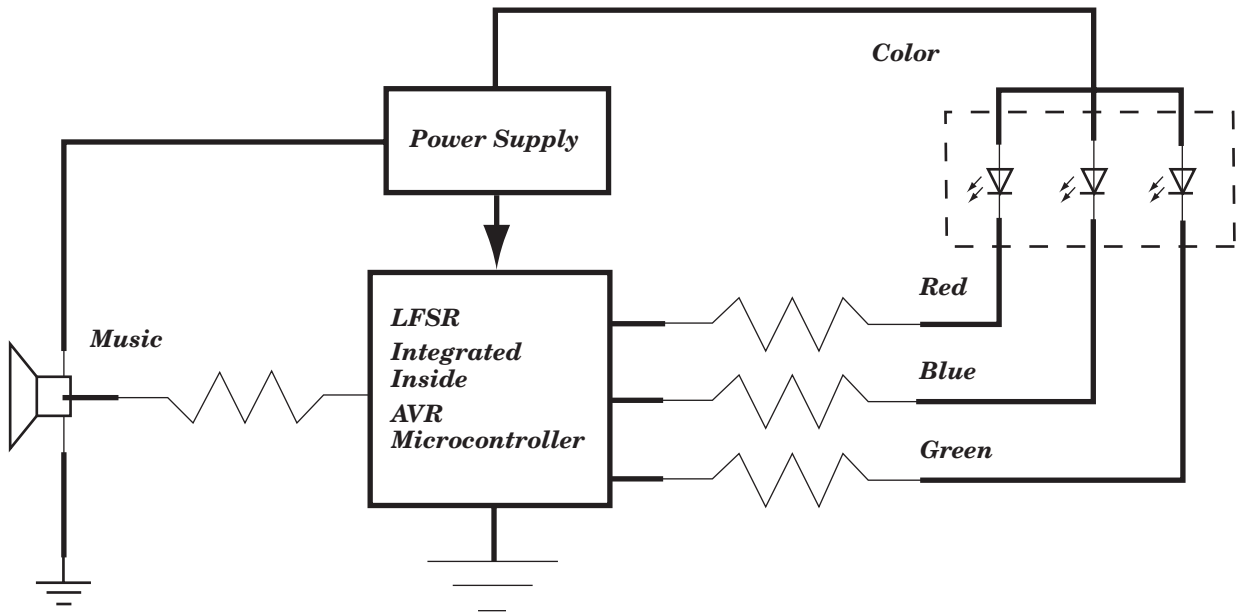 Color
Power Supply
Red
LFSR
Music
Integrated
Inside
Blue
AVR
Microcontroller
Green